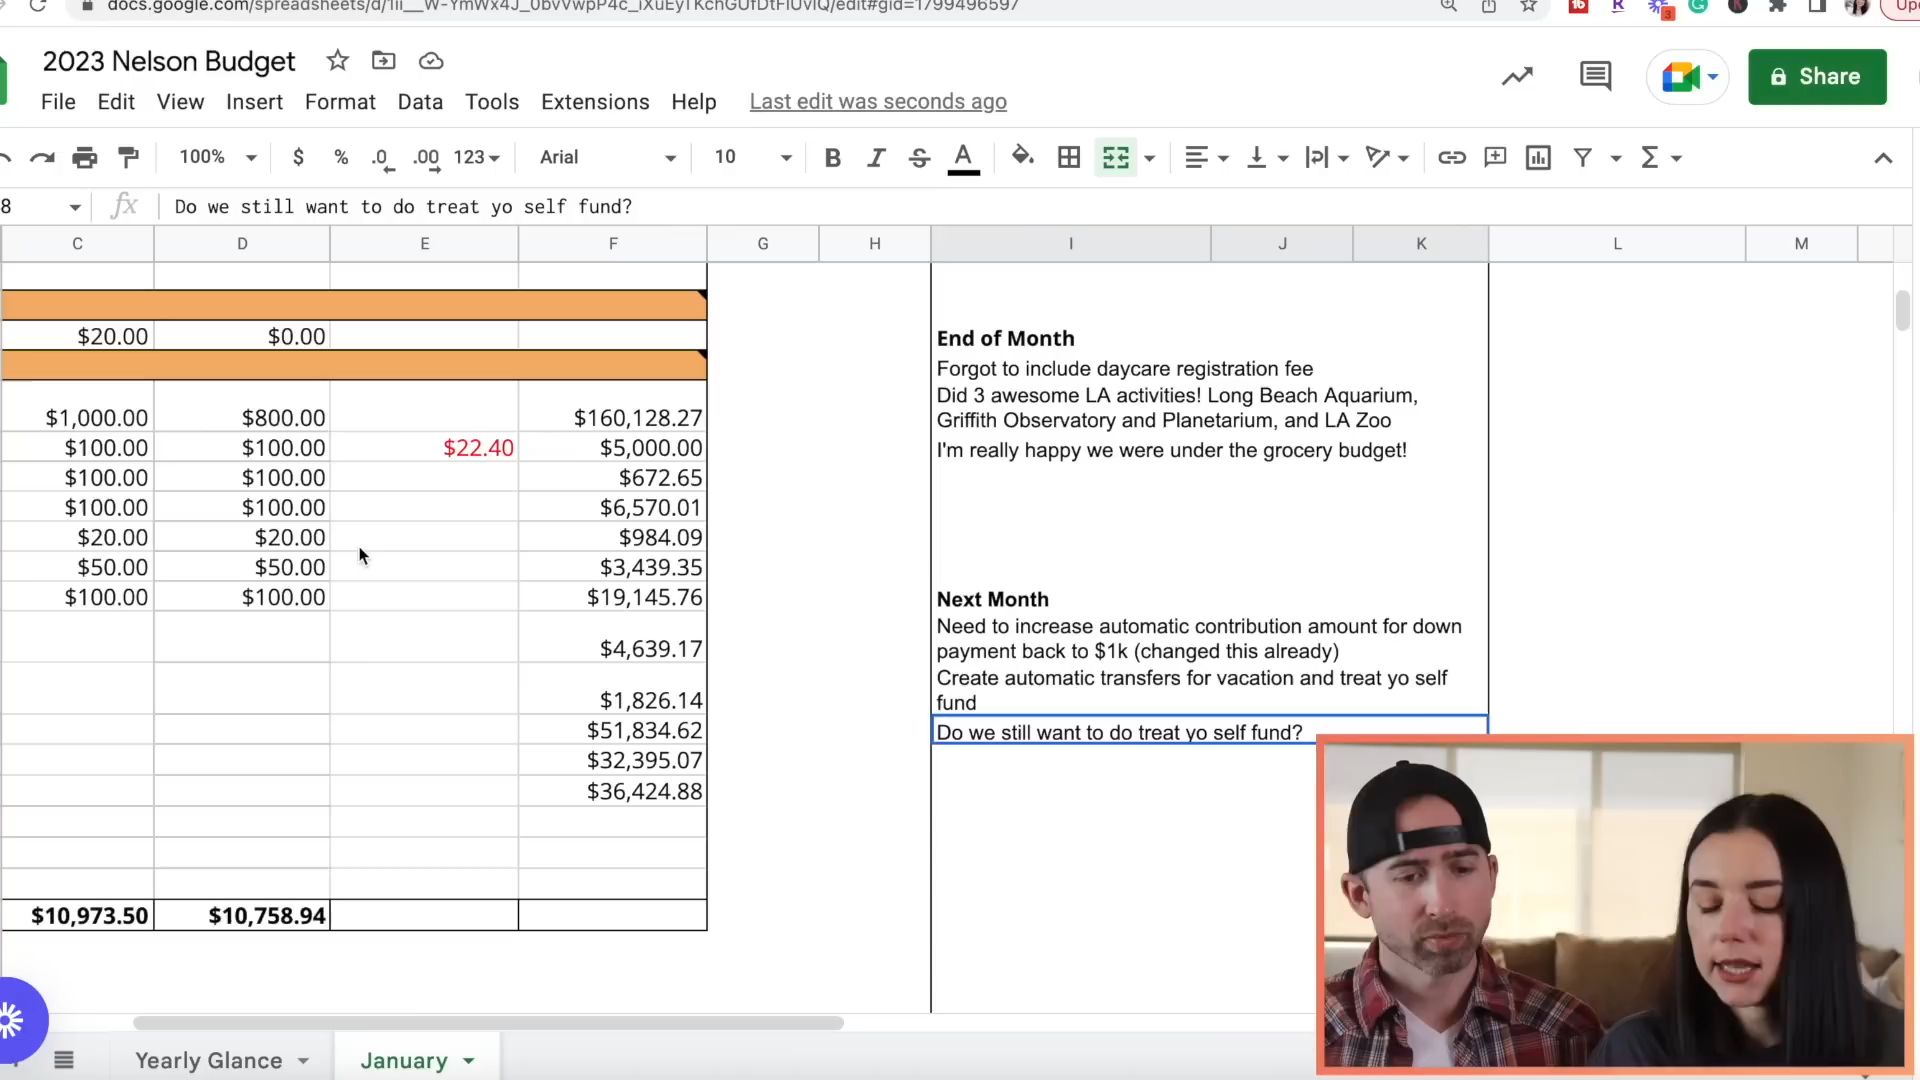 2023 Nelson Budget
File Edit View Insert Format Data Tools Extensions Help Last edit was seconds ago
Share
100% $ % .0 .00 123 Arial 10 B I S A
8 fx Do we still want to do treat yo self fund?
C D E F G H I J K L M
$20.00 $0.00
$1,000.00 $800.00 $160,128.27
$100.00 $100.00 $22.40 $5,000.00
$100.00 $100.00 $672.65
$100.00 $100.00 $6,570.01
$20.00 $20.00 $984.09
$50.00 $50.00 $3,439.35
$100.00 $100.00 $19,145.76
$4,639.17
$1,826.14
$51,834.62
$32,395.07
$36,424.88
$10,973.50 $10,758.94
End of Month
Forgot to include daycare registration fee
Did 3 awesome LA activities! Long Beach Aquarium,
Griffith Observatory and Planetarium, and LA Zoo
I'm really happy we were under the grocery budget!
Next Month
Need to increase automatic contribution amount for down
payment back to $1k (changed this already)
Create automatic transfers for vacation and treat yo self
fund
Do we still want to do treat yo self fund?
Yearly Glance January